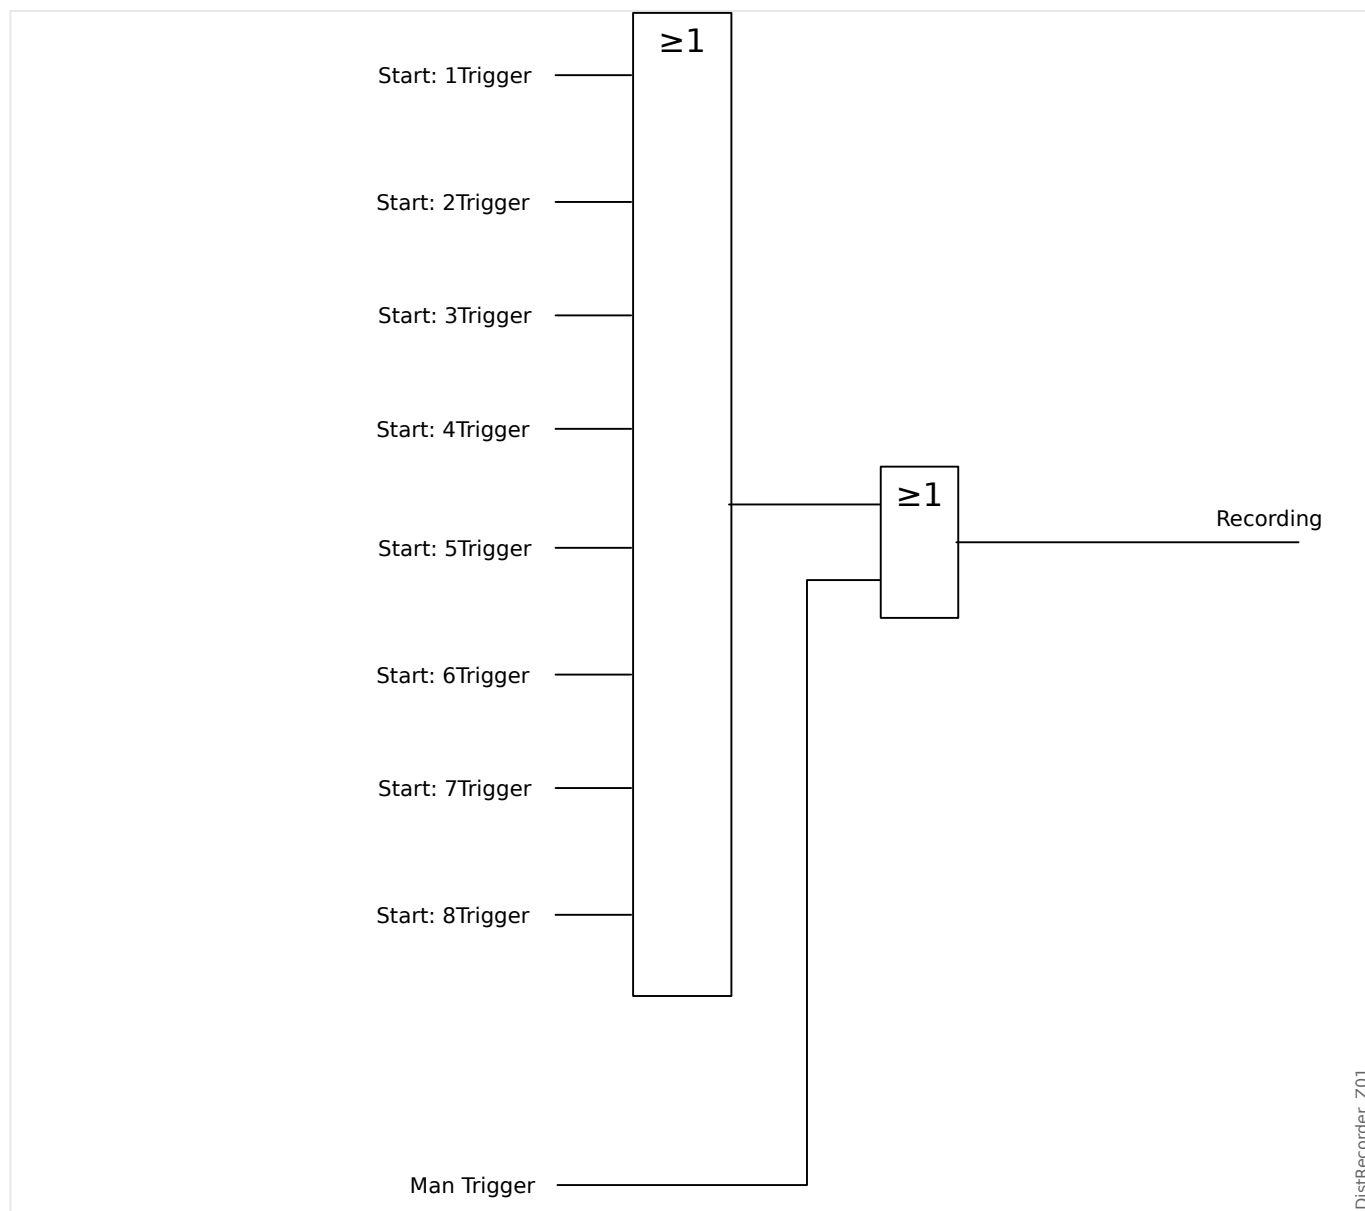 ≥1
Start: 1Trigger
Start: 2Trigger
Start: 3Trigger
Start: 4Trigger
≥1
Recording
Start: 5Trigger
Start: 6Trigger
Start: 7Trigger
Start: 8Trigger
Man Trigger
DistRecorder_Z01